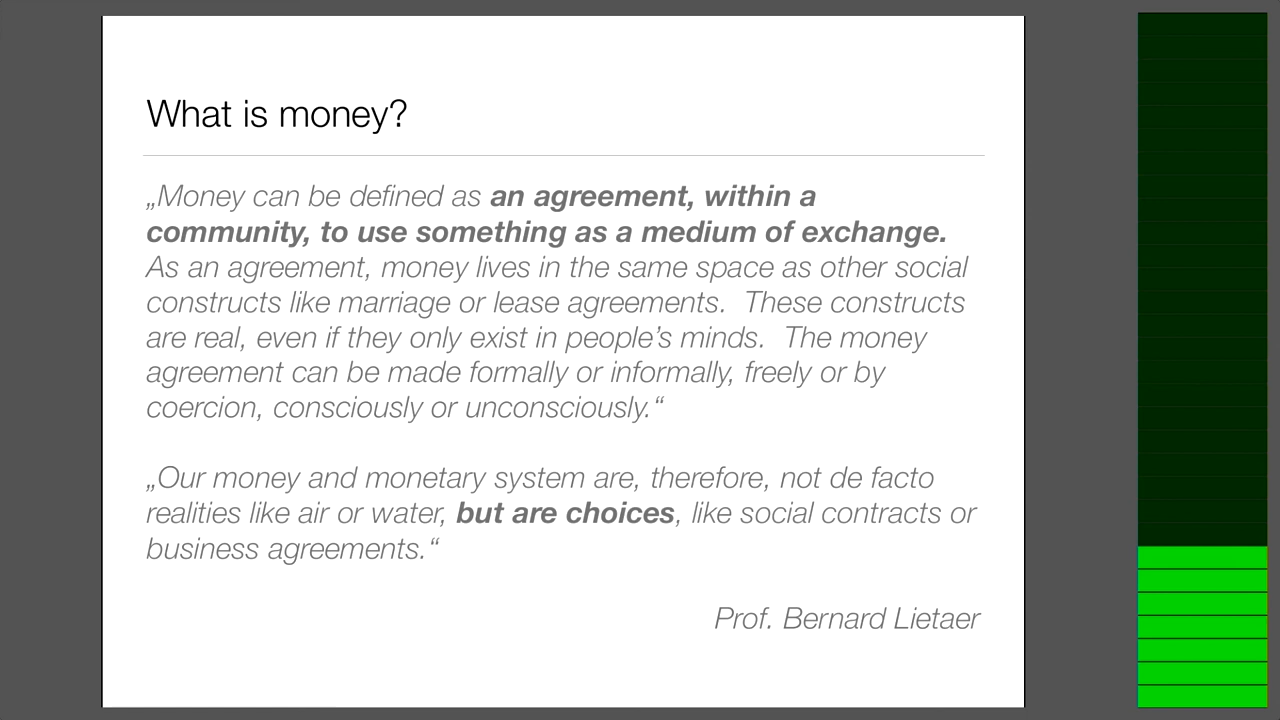 What is money?
„Money can be defined as an agreement, within a
community, to use something as a medium of exchange.
As an agreement, money lives in the same space as other social
constructs like marriage or lease agreements.  These constructs
are real, even if they only exist in people’s minds.  The money
agreement can be made formally or informally, freely or by
coercion, consciously or unconsciously.“
„Our money and monetary system are, therefore, not de facto
realities like air or water, but are choices, like social contracts or
business agreements.“
Prof. Bernard Lietaer